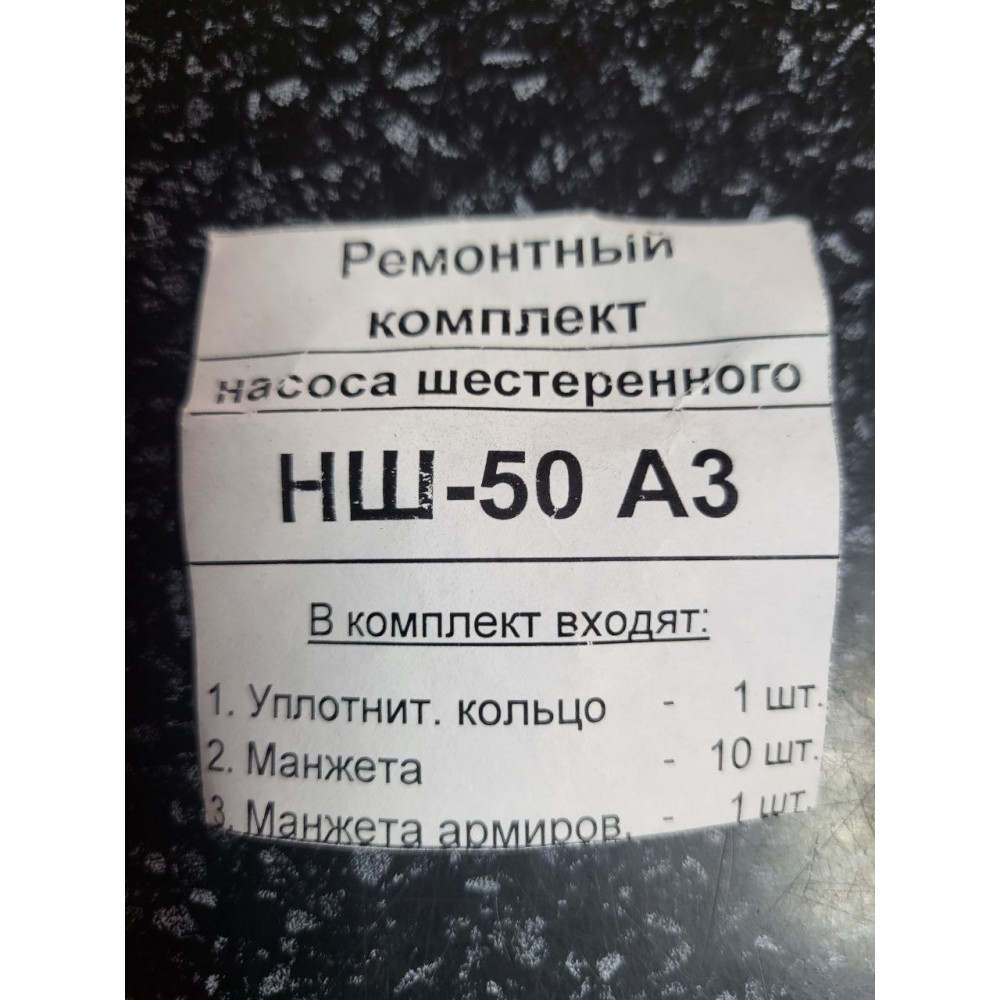 Ремонтный
комплект
насоса шестеренного
НШ-50 А3
В комплект входят:
1. Уплотнит. кольцо - 1 шт.
2. Манжета - 10 шт.
3. Манжета армиров. - 1 шт.